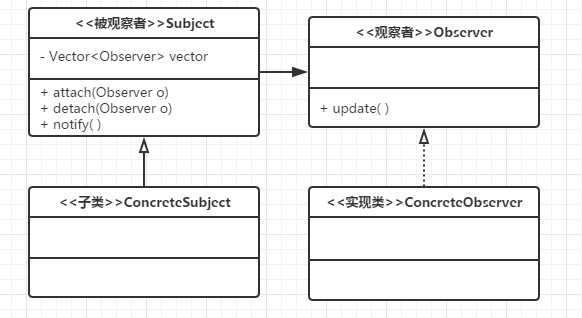 <<被观察者>>Subject
- Vector<Observer> vector
+ attach(Observer o)
+ detach(Observer o)
+ notify( )
<<观察者>>Observer
+ update( )
<<子类>>ConcreteSubject
<<实现类>>ConcreteObserver